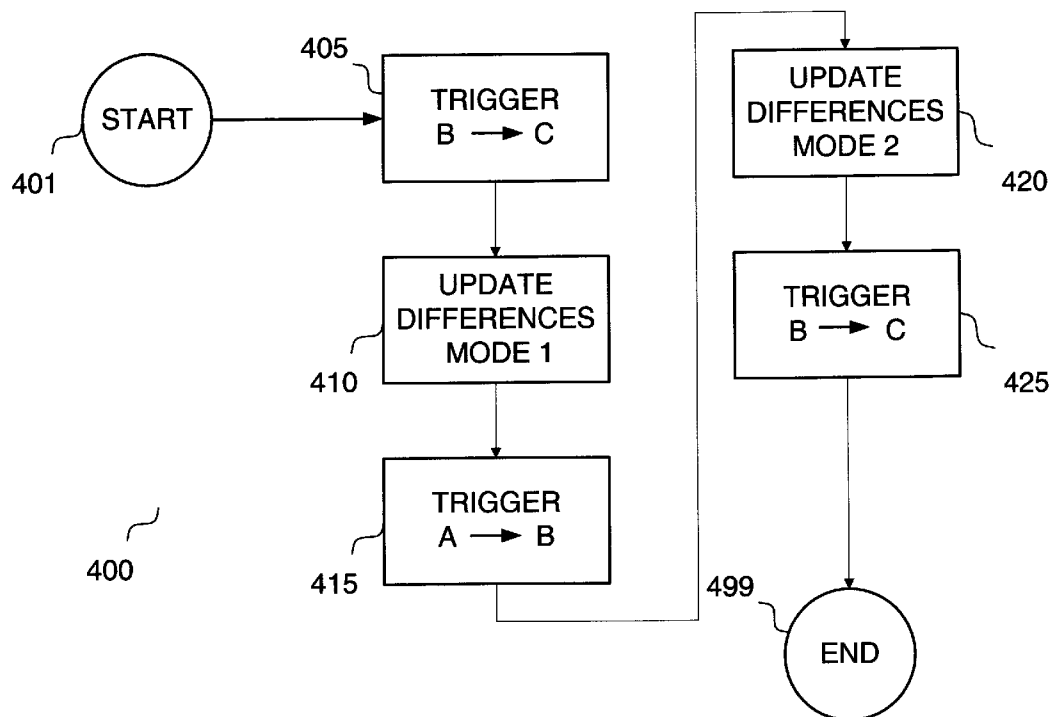 START
401
405
TRIGGER
B → C
UPDATE
DIFFERENCES
MODE 1
410
TRIGGER
A → B
415
400
UPDATE
DIFFERENCES
MODE 2
420
TRIGGER
B → C
425
499
END